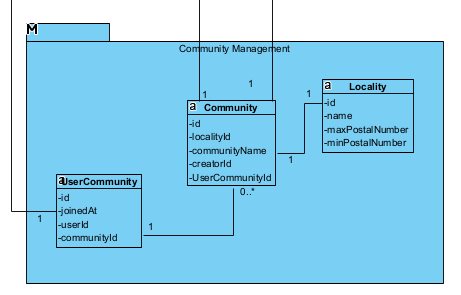 M
Community Management
1
1
a
Community
-id
-localityId
-communityName
-creatorId
-UserCommunityId
1
a
Locality
-id
-name
-maxPostalNumber
-minPostalNumber
1
0..*
a
UserCommunity
-id
-joinedAt
-userId
-communityId
1
1